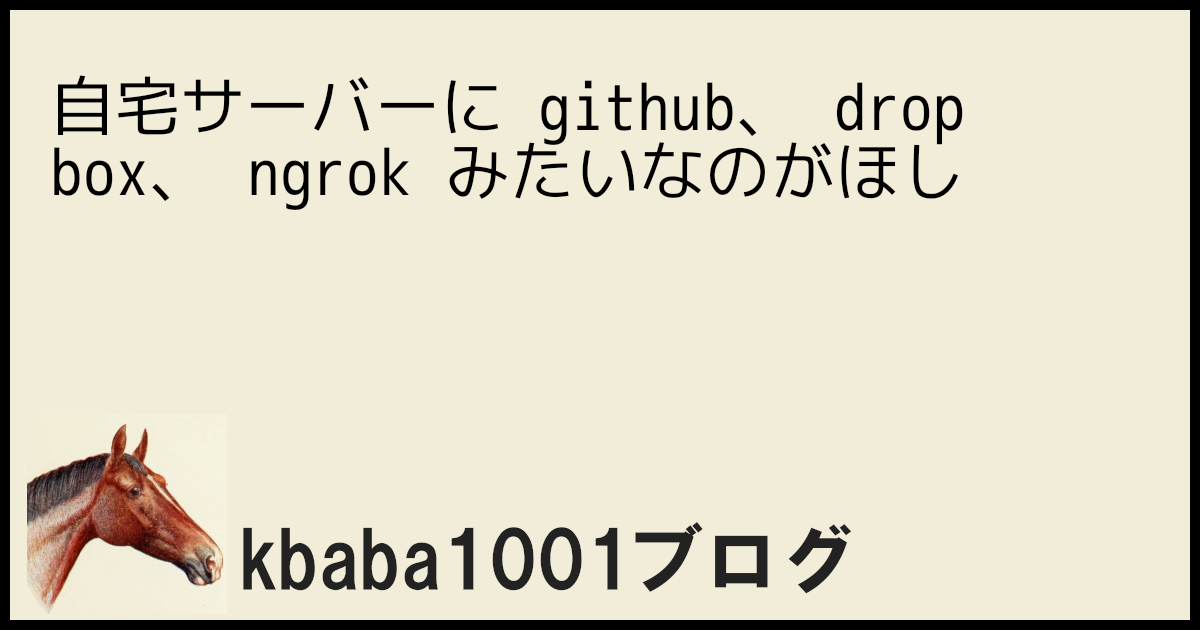 自宅サーバーに github、 drop
box、 ngrok みたいなのがほし
kbaba1001ブログ